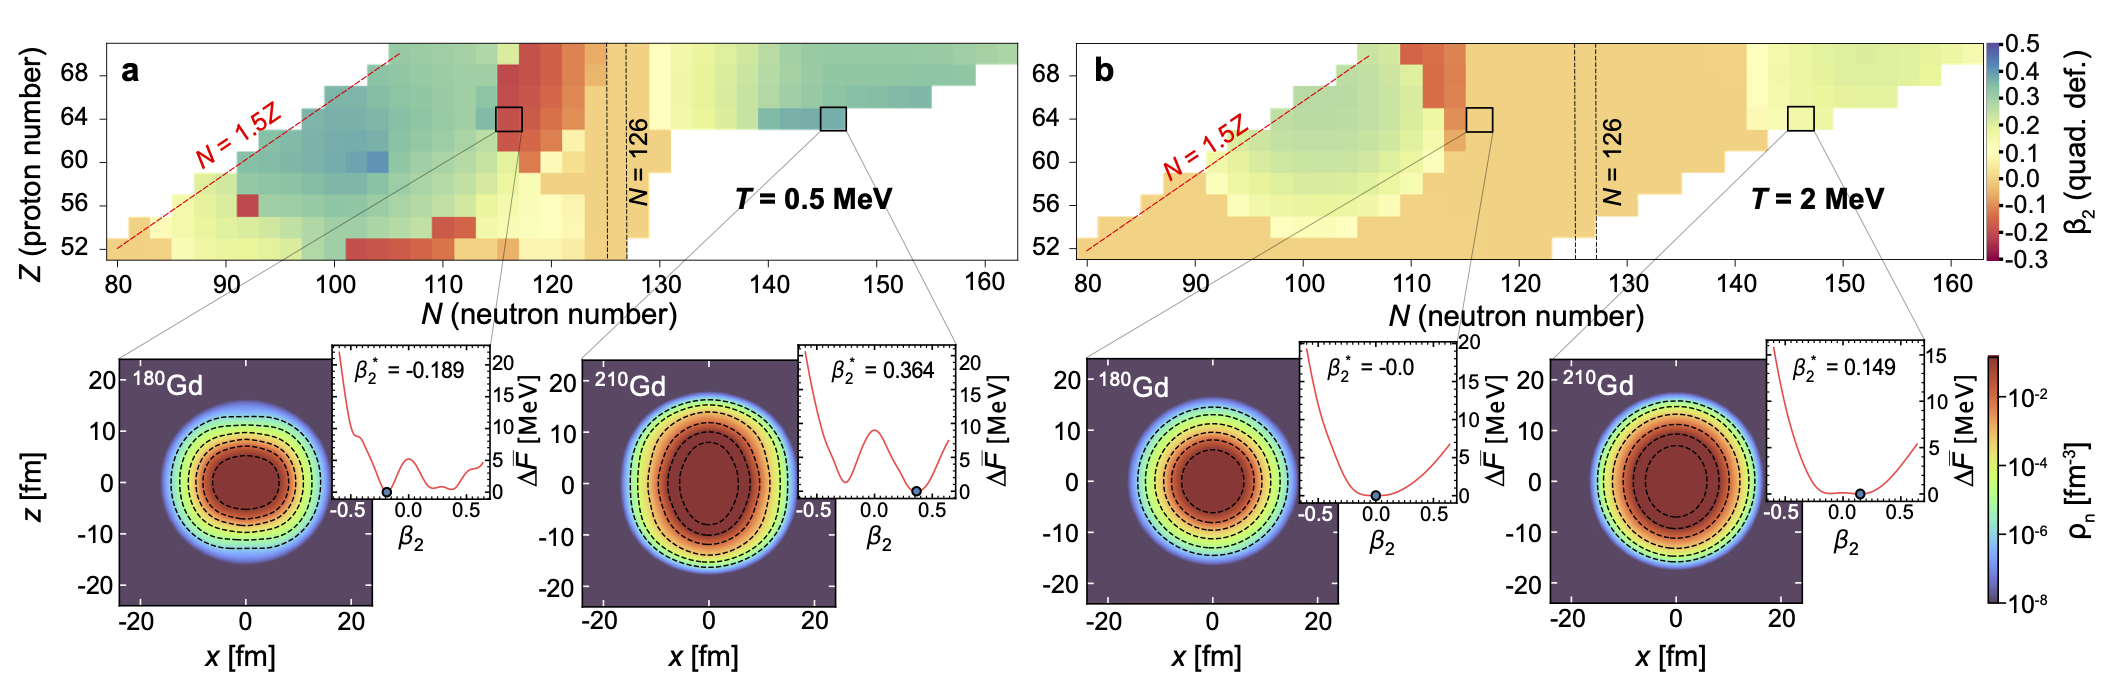 a
Z (proton number)
68
64
60
56
52
N = 1.5Z
N = 126
T = 0.5 MeV
80 90 100 110 120 130 140 150 160
N (neutron number)
b
68
64
60
56
52
N = 1.5Z
N = 126
T = 2 MeV
80 90 100 110 120 130 140 150 160
N (neutron number)
0.5
0.4
0.3
0.2
0.1
0.0
-0.1
-0.2
-0.3
β₂ (quad. def.)
z [fm]
20
10
0
-10
-20
¹⁸⁰Gd
-20 0 20
x [fm]
β₂* = -0.189
20
15
10
5
0
ΔF̅ [MeV]
-0.5 0.0 0.5
β₂
20
10
0
-10
-20
²¹⁰Gd
-20 0 20
x [fm]
β₂* = 0.364
20
15
10
5
0
ΔF̅ [MeV]
-0.5 0.0 0.5
β₂
20
10
0
-10
-20
¹⁸⁰Gd
-20 0 20
x [fm]
β₂* = -0.0
20
15
10
5
0
ΔF̅ [MeV]
-0.5 0.0 0.5
β₂
20
10
0
-10
-20
²¹⁰Gd
-20 0 20
x [fm]
β₂* = 0.149
15
10
5
0
ΔF̅ [MeV]
-0.5 0.0 0.5
β₂
10⁻²
10⁻⁴
10⁻⁶
10⁻⁸
ρₙ [fm⁻³]